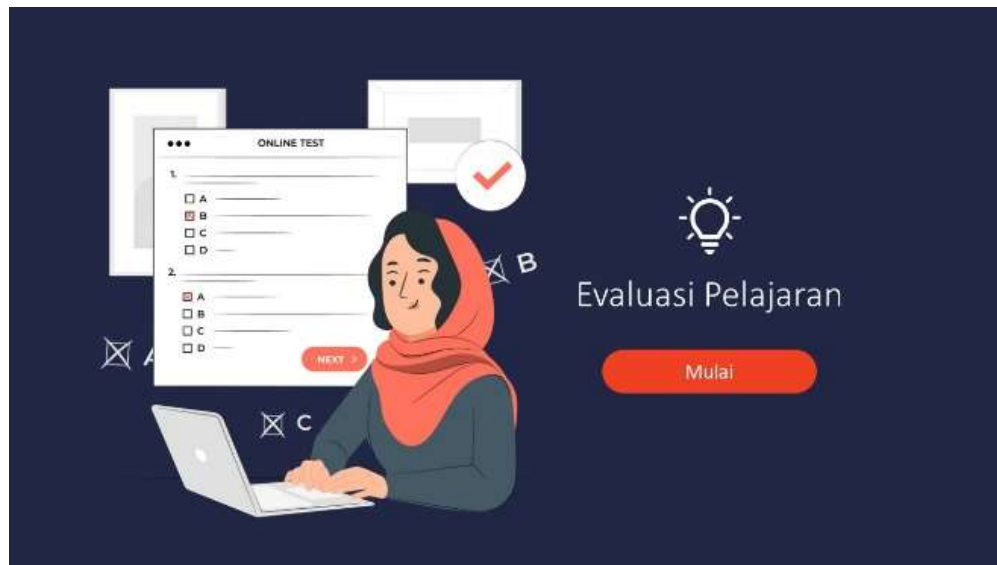 ONLINE TEST
1.
A
B
C
D
2.
A
B
C
D
NEXT >
A
B
C
Evaluasi Pelajaran
Mulai